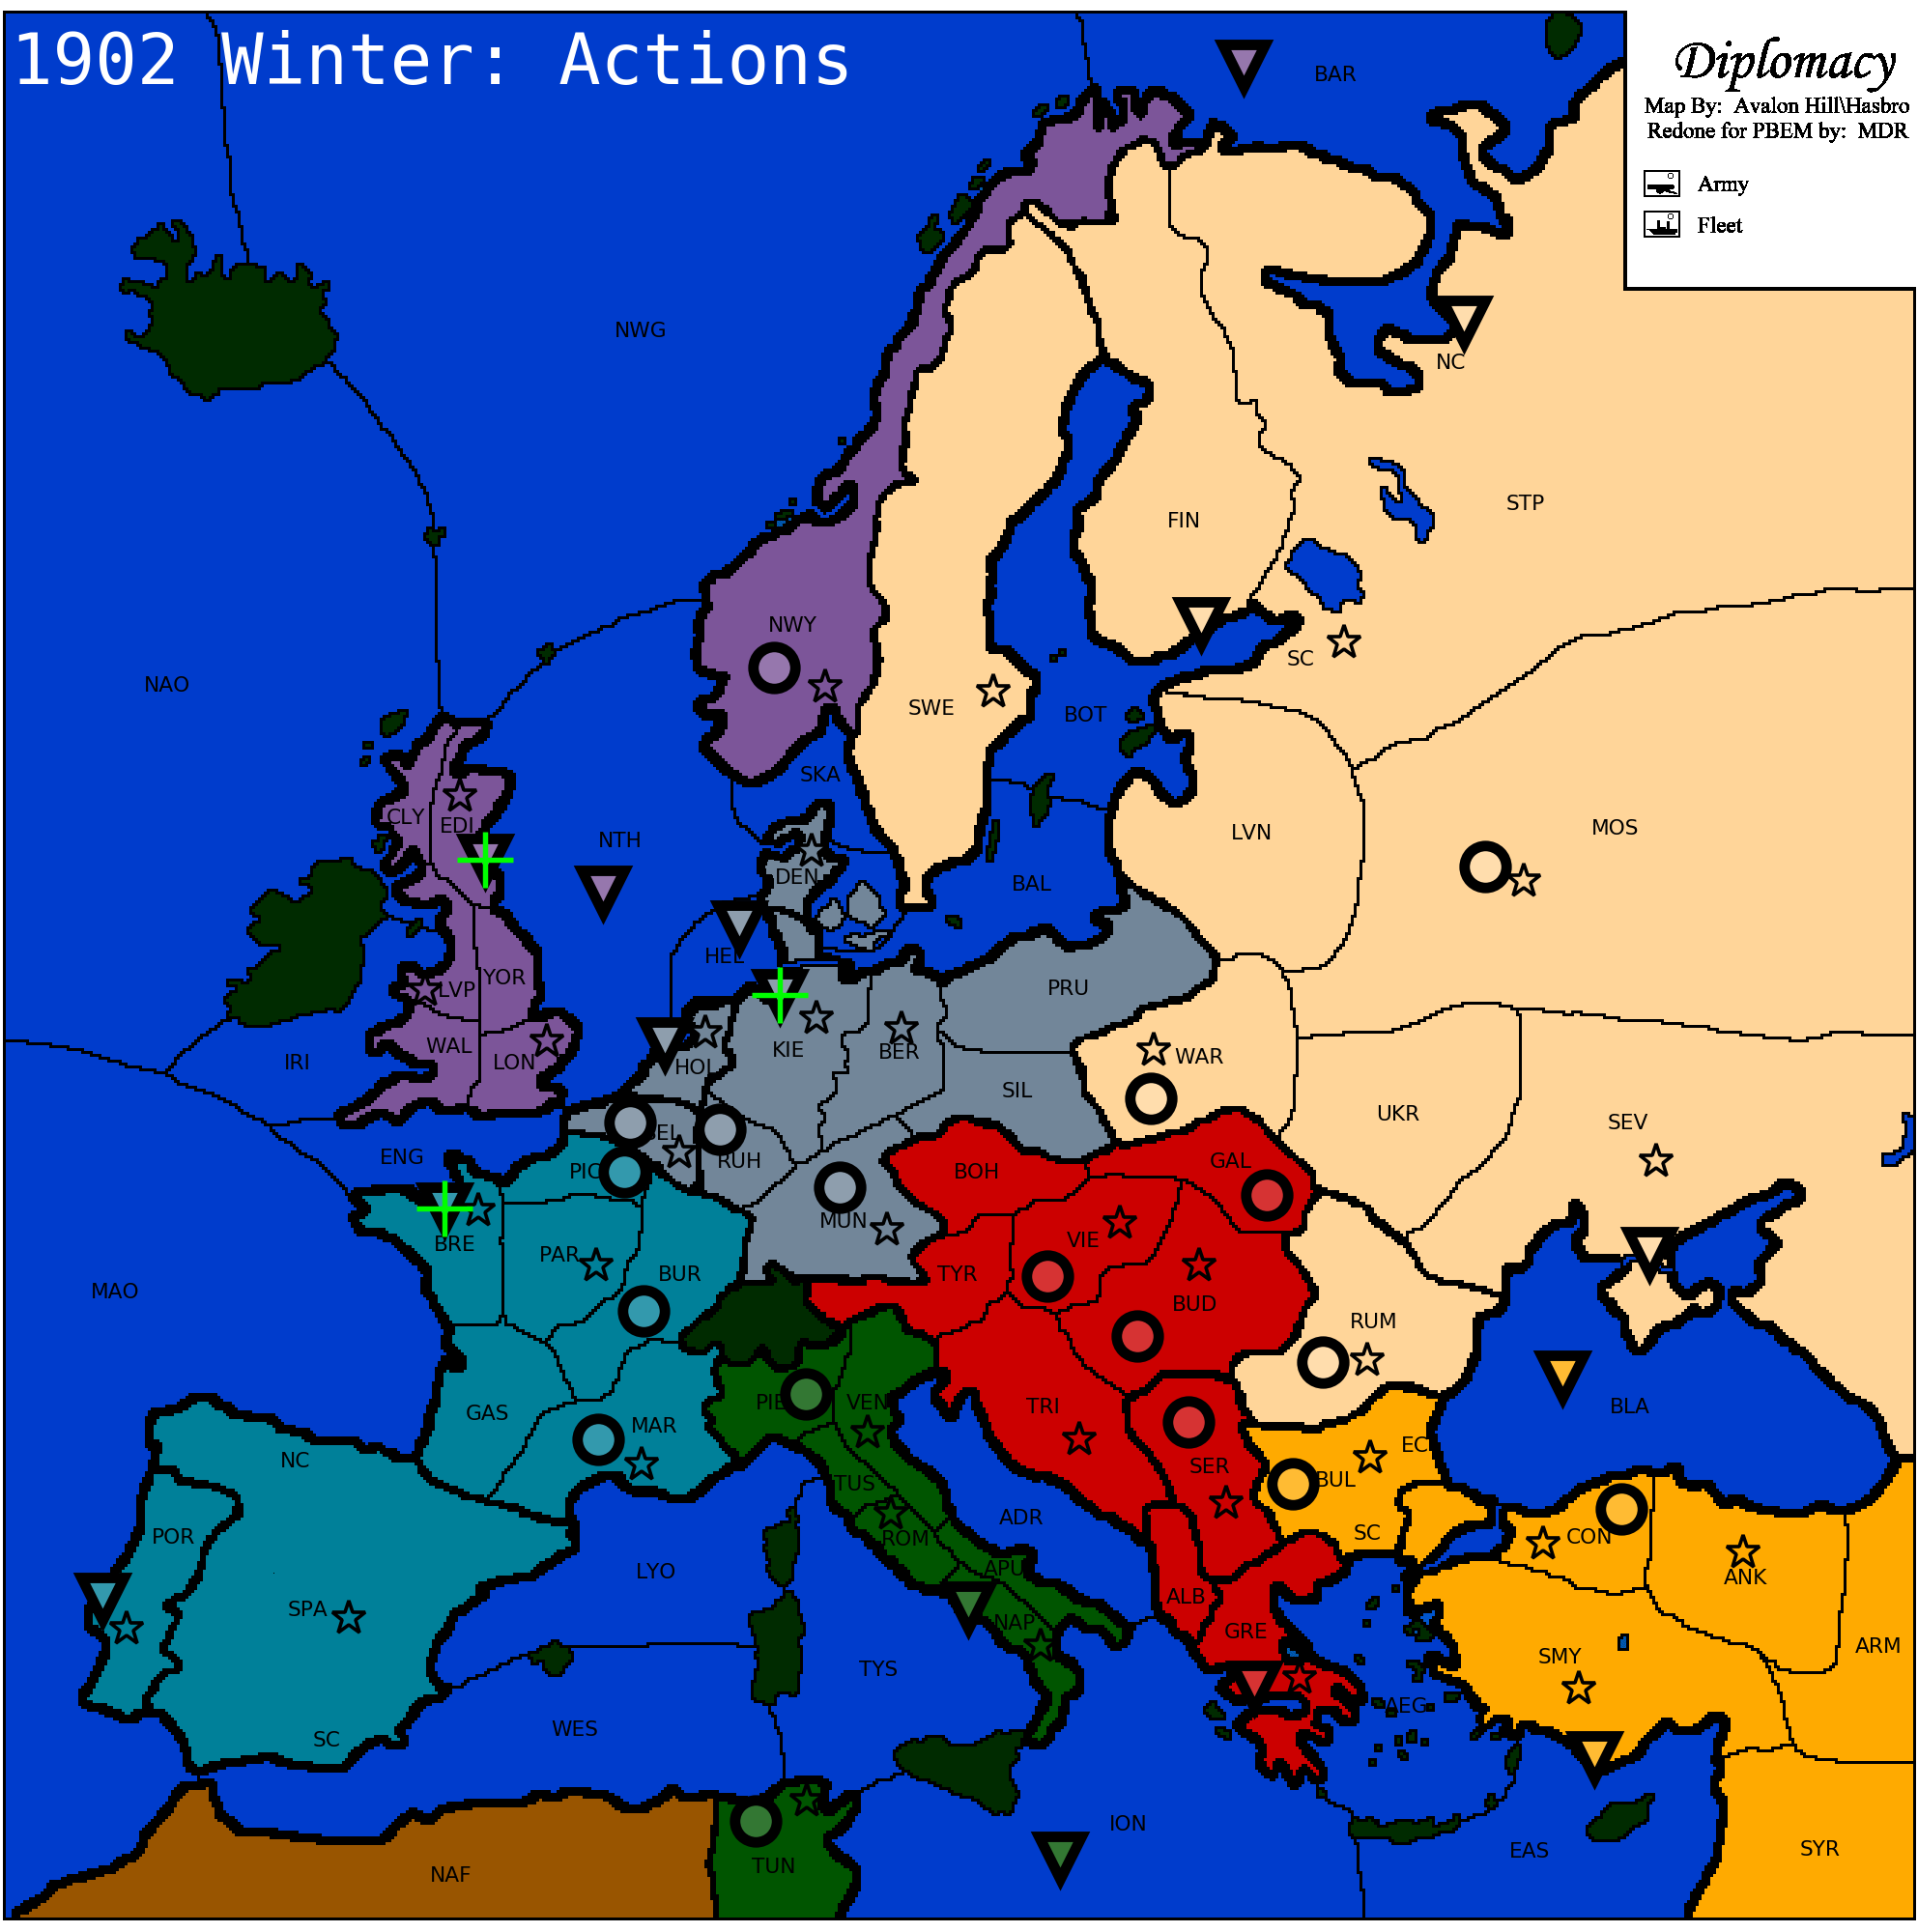 1902 Winter: Actions
Diplomacy
Map By: Avalon Hill\Hasbro
Redone for PBEM by: MDR
Army
Fleet
BAR
NWG
NC
STP
FIN
NWY
SC
NAO
SWE
BOT
SKA
CLY
EDI
NTH
LVN
MOS
DEN
BAL
HEL
YOR
LVP
PRU
WAL
LON
IRI
HOL
KIE
BER
WAR
SIL
UKR
SEV
ENG
PIC
BEL
RUH
BOH
GAL
MUN
BRE
PAR
BUR
TYR
VIE
MAO
BUD
RUM
PIE
VEN
TRI
BLA
GAS
MAR
NC
SER
EC
BUL
TUS
POR
ROM
ADR
SC
CON
LYO
APU
ANK
SPA
ALB
NAP
GRE
ARM
SMY
TYS
AEG
WES
SC
ION
EAS
SYR
NAF
TUN